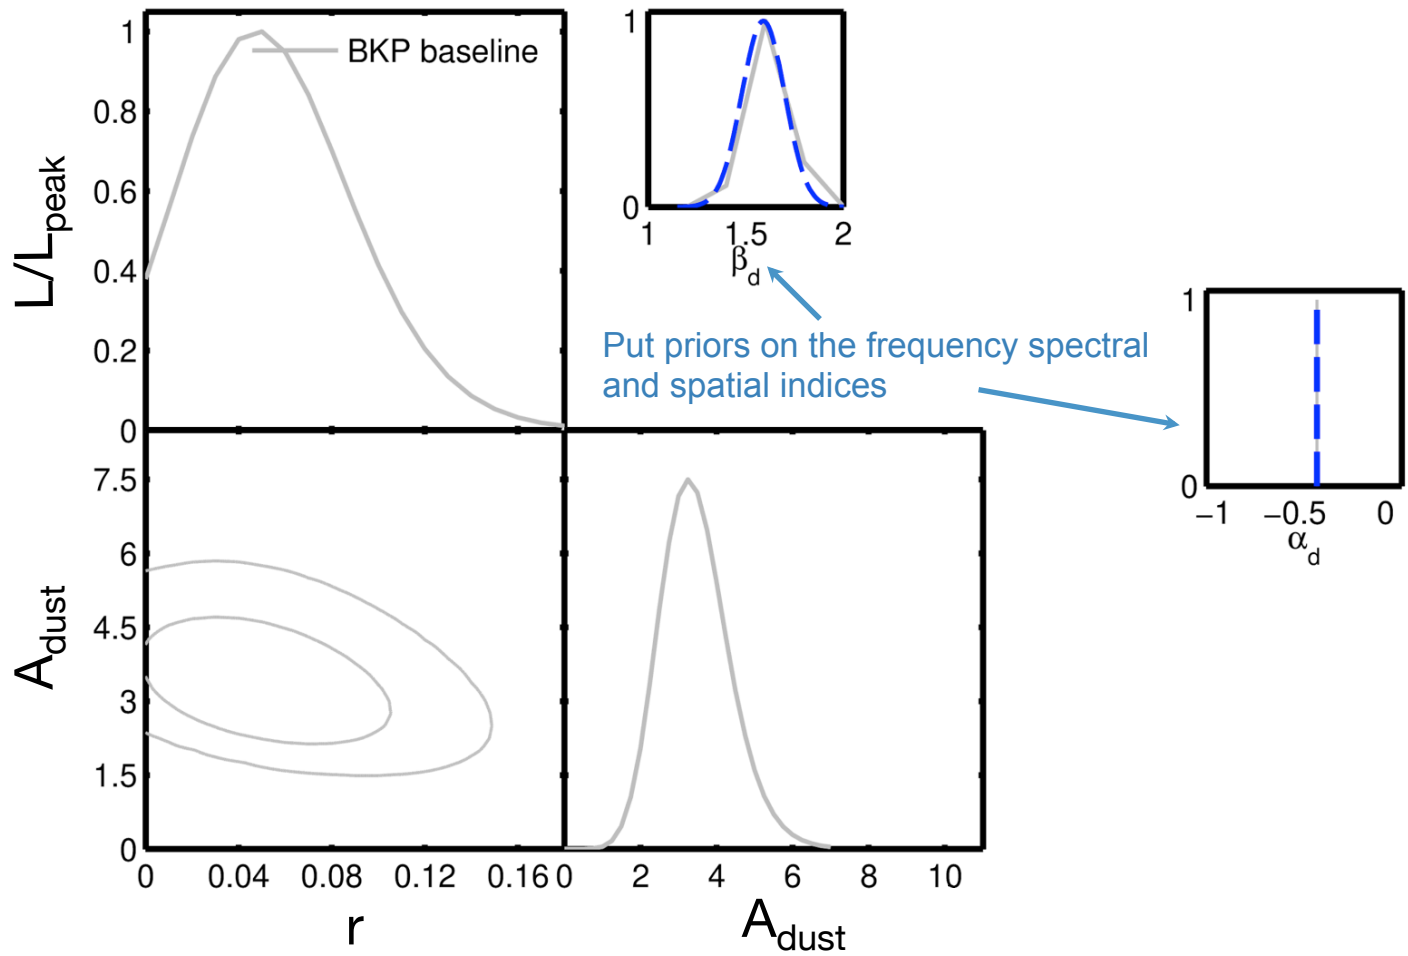 1
BKP baseline
0.8
0.6
0.4
0.2
0
L/Lpeak
1
0
1 1.5 2
βd
Put priors on the frequency spectral
and spatial indices
1
0
−1 −0.5 0
αd
7.5
6
4.5
3
1.5
0
Adust
0 0.04 0.08 0.12 0.16
r
0 2 4 6 8 10
Adust